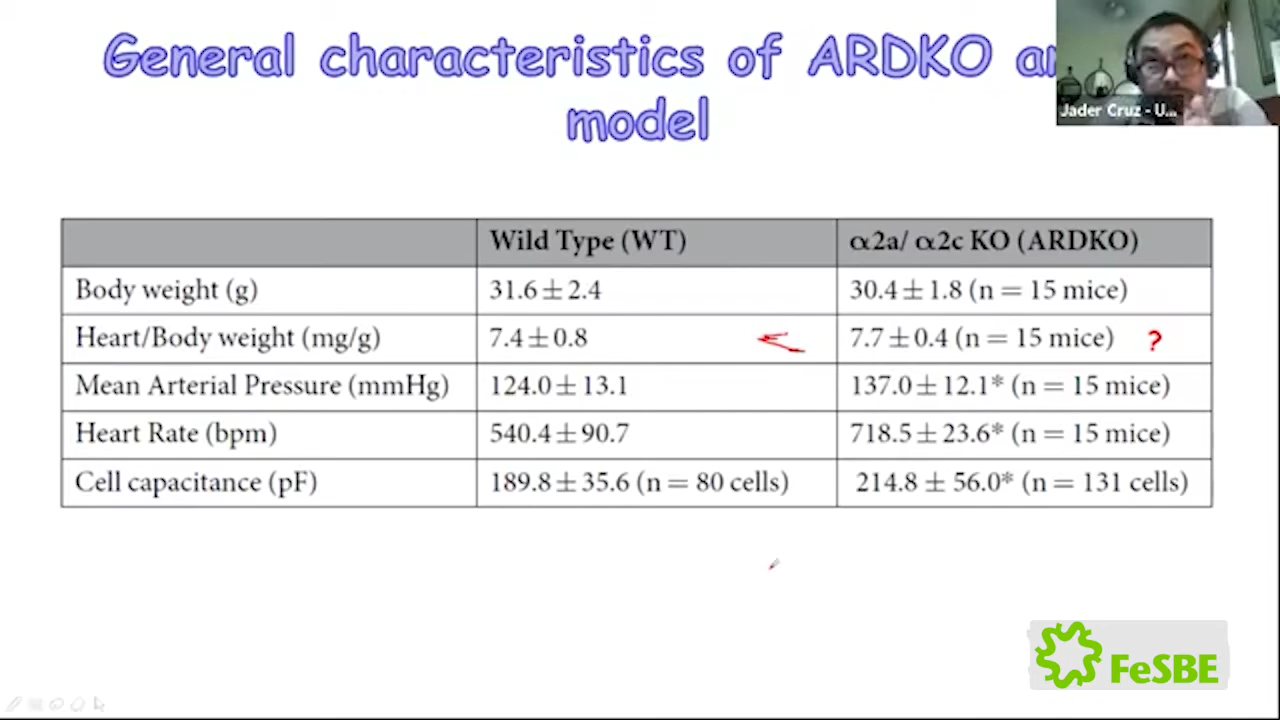 General characteristics of ARDKO
model
Jader Cruz - U...
Wild Type (WT) α2a/ α2c KO (ARDKO)
Body weight (g) 31.6 ± 2.4 30.4 ± 1.8 (n = 15 mice)
Heart/Body weight (mg/g) 7.4 ± 0.8 7.7 ± 0.4 (n = 15 mice) ?
Mean Arterial Pressure (mmHg) 124.0 ± 13.1 137.0 ± 12.1* (n = 15 mice)
Heart Rate (bpm) 540.4 ± 90.7 718.5 ± 23.6* (n = 15 mice)
Cell capacitance (pF) 189.8 ± 35.6 (n = 80 cells) 214.8 ± 56.0* (n = 131 cells)
FeSBE